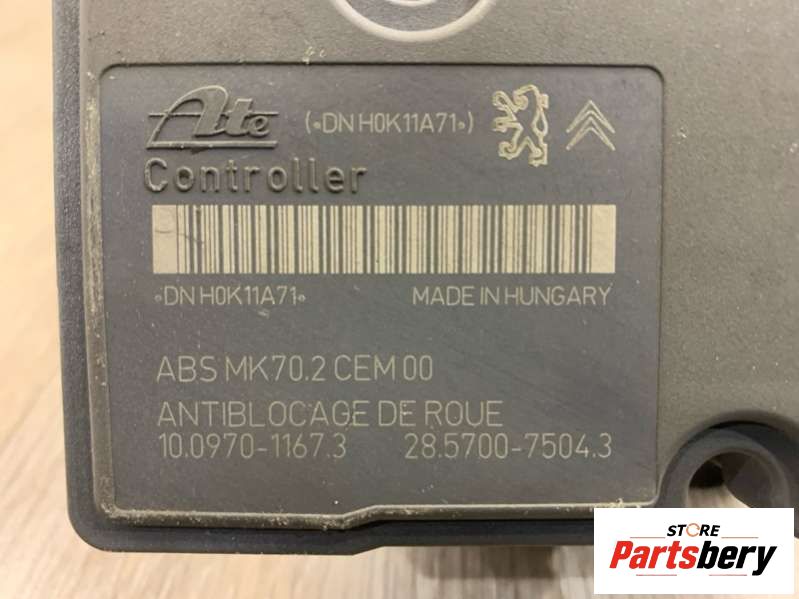 Ate («DN H0K11A71»)
Controller
«DN H0K11A71» MADE IN HUNGARY
ABS MK70.2 CEM 00
ANTIBLOCAGE DE ROUE
10.0970-1167.3 28.5700-7504.3
STORE
Partsbery